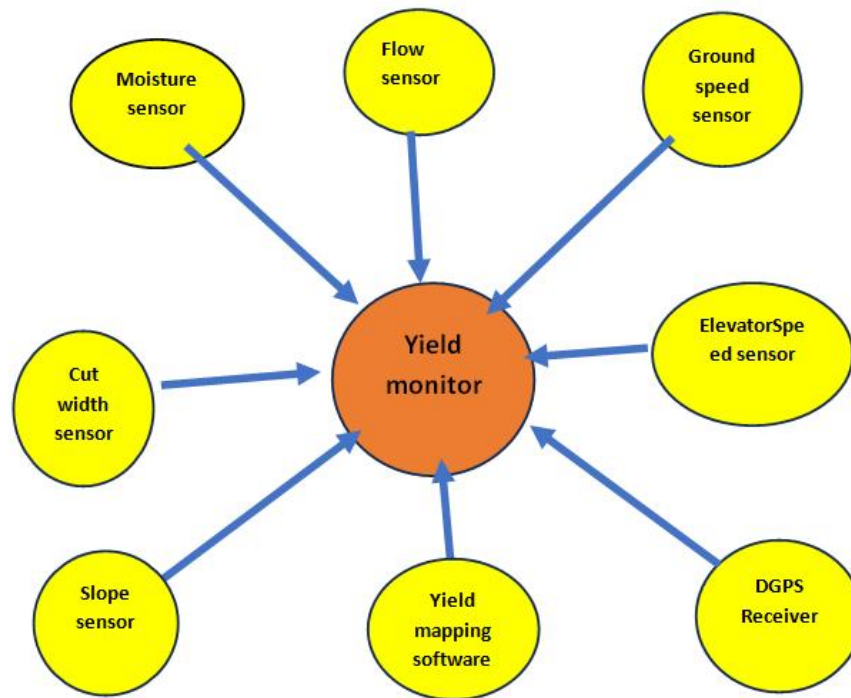 Moisture
sensor
Flow
sensor
Ground
speed
sensor
Cut
width
sensor
Yield
monitor
ElevatorSpe
ed sensor
Slope
sensor
Yield
mapping
software
DGPS
Receiver